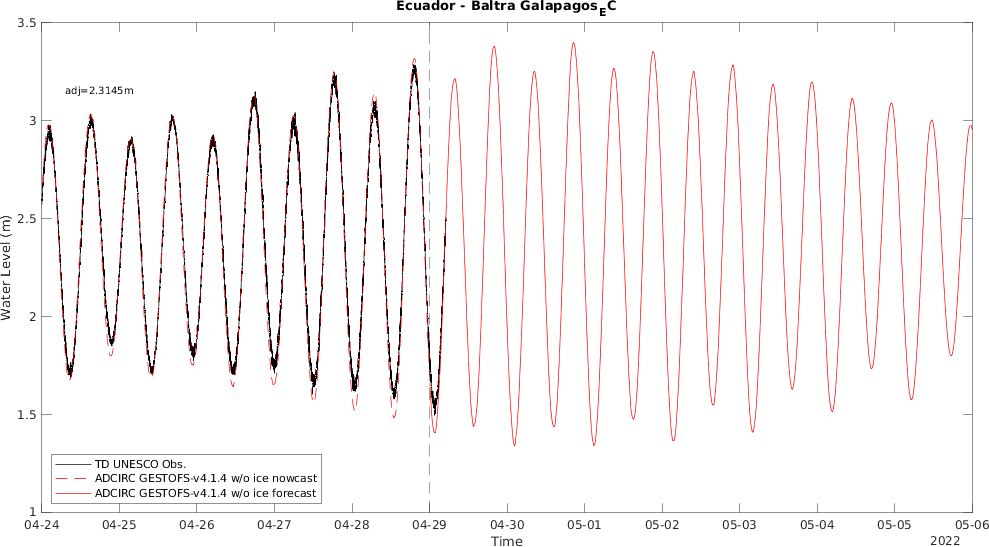 Ecuador - Baltra Galapagos_EC
adj=2.3145m
3.5
3
2.5
2
1.5
1
Water Level (m)
TD UNESCO Obs.
ADCIRC GESTOFS-v4.1.4 w/o ice nowcast
ADCIRC GESTOFS-v4.1.4 w/o ice forecast
04-24 04-25 04-26 04-27 04-28 04-29 04-30 05-01 05-02 05-03 05-04 05-05 05-06
Time
2022